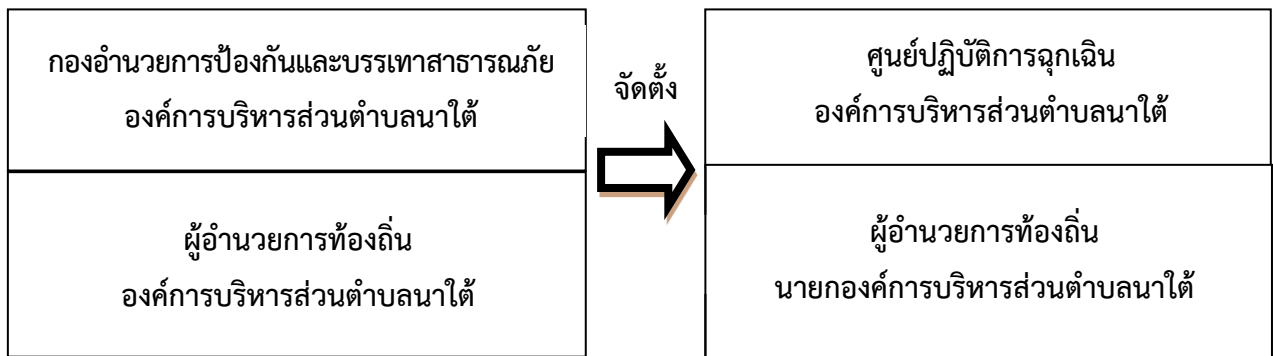 กองอำนวยการป้องกันและบรรเทาสาธารณภัย
องค์การบริหารส่วนตำบลนาใต้
ผู้อำนวยการท้องถิ่น
องค์การบริหารส่วนตำบลนาใต้
จัดตั้ง
ศูนย์ปฏิบัติการฉุกเฉิน
องค์การบริหารส่วนตำบลนาใต้
ผู้อำนวยการท้องถิ่น
นายกองค์การบริหารส่วนตำบลนาใต้